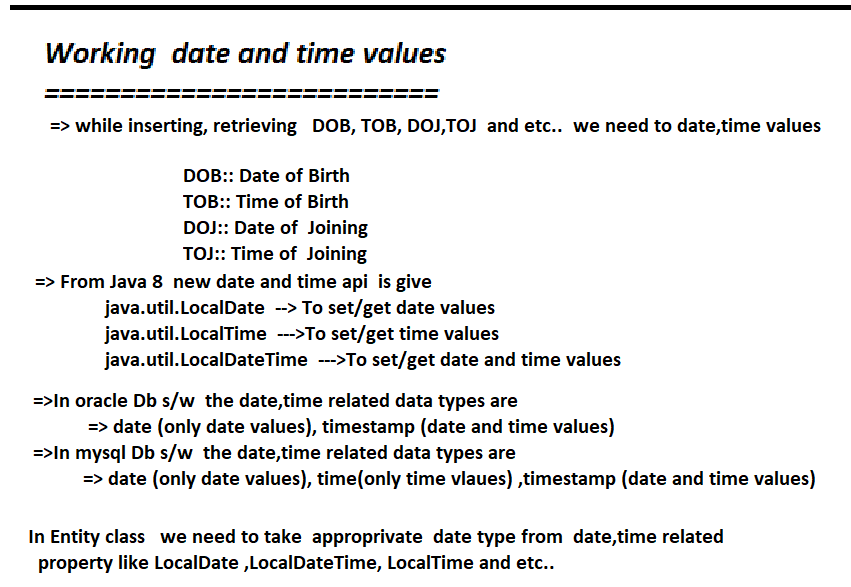 Working date and time values
==========================
=> while inserting, retrieving DOB, TOB, DOJ,TOJ and etc.. we need to date,time values
DOB:: Date of Birth
TOB:: Time of Birth
DOJ:: Date of Joining
TOJ:: Time of Joining
=> From Java 8 new date and time api is give
java.util.LocalDate --> To set/get date values
java.util.LocalTime --->To set/get time values
java.util.LocalDateTime --->To set/get date and time values
=>In oracle Db s/w the date,time related data types are
=> date (only date values), timestamp (date and time values)
=>In mysql Db s/w the date,time related data types are
=> date (only date values), time(only time vlaues) ,timestamp (date and time values)
In Entity class we need to take approprivate date type from date,time related
property like LocalDate ,LocalDateTime, LocalTime and etc..